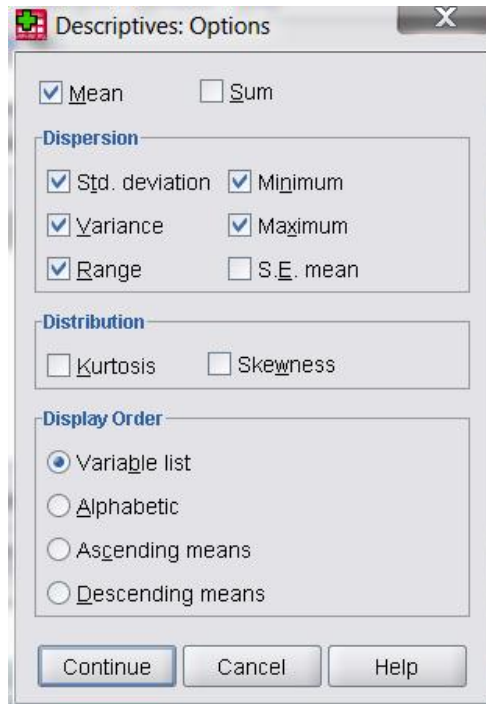 Descriptives: Options
Mean Sum
Dispersion
Std. deviation Minimum
Variance Maximum
Range S.E. mean
Distribution
Kurtosis Skewness
Display Order
Variable list
Alphabetic
Ascending means
Descending means
Continue Cancel Help